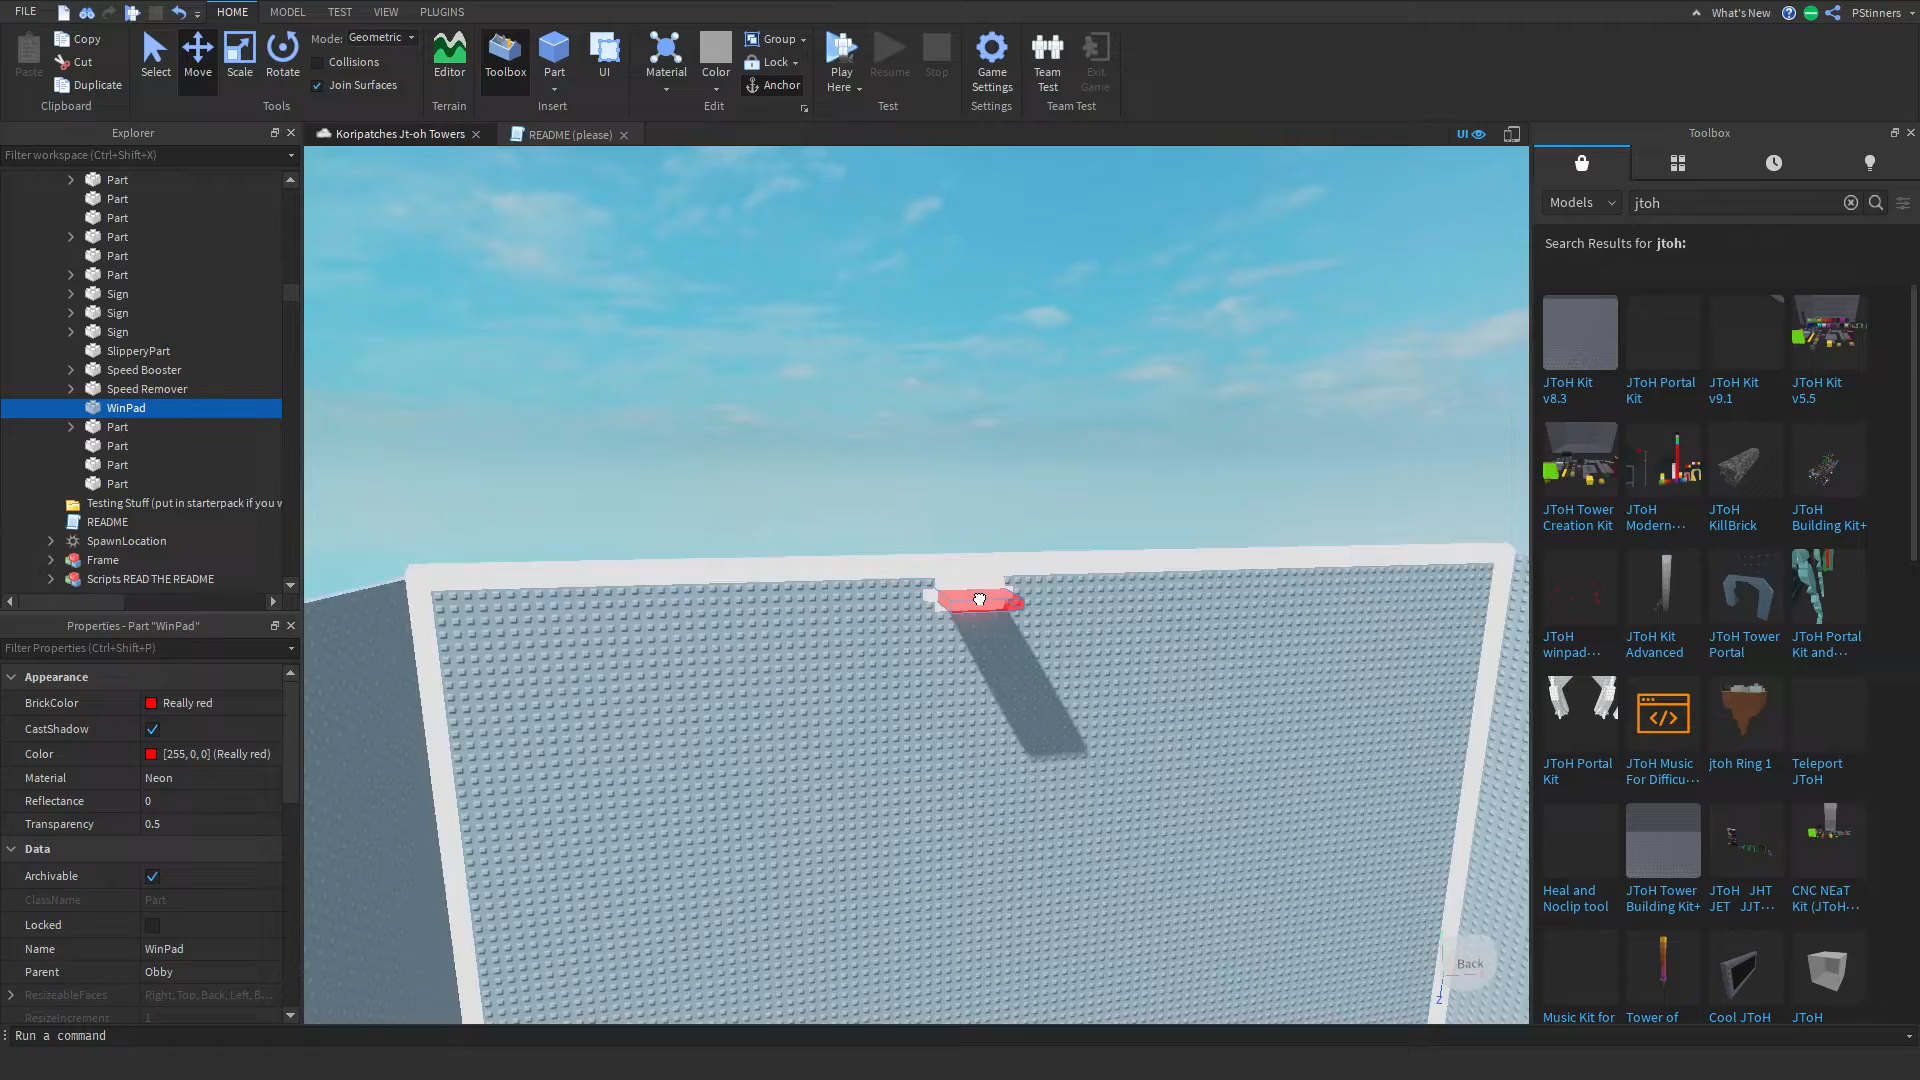 FILE
HOME
MODEL
TEST
VIEW
PLUGINS
What's New
PStinners
Paste
Copy
Cut
Duplicate
Clipboard
Select
Move
Scale
Rotate
Mode: Geometric
Collisions
Join Surfaces
Tools
Editor
Terrain
Toolbox
Part
UI
Insert
Material
Color
Group
Lock
Anchor
Edit
Play
Here
Resume
Stop
Test
Game
Settings
Settings
Team
Test
Exit
Game
Team Test
Explorer
Filter workspace (Ctrl+Shift+X)
Part
Part
Part
Part
Part
Part
Sign
Sign
Sign
SlipperyPart
Speed Booster
Speed Remover
WinPad
Part
Part
Part
Part
Testing Stuff (put in starterpack if you w
README
SpawnLocation
Frame
Scripts READ THE README
Properties - Part "WinPad"
Filter Properties (Ctrl+Shift+P)
Appearance
BrickColor Really red
CastShadow
Color [255, 0, 0] (Really red)
Material Neon
Reflectance 0
Transparency 0.5
Data
Archivable
ClassName Part
Locked
Name WinPad
Parent Obby
ResizeableFaces Right, Top, Back, Left, B...
ResizeIncrement 1
Run a command
Koripatches Jt-oh Towers
README (please)
UI
Back
Z
Toolbox
Models
jtoh
Search Results for jtoh:
JToH Kit
v8.3
JToH Portal
Kit
JToH Kit
v9.1
JToH Kit
v5.5
JToH Tower
Creation Kit
JToH
Modern...
JToH
KillBrick
JToH
Building Kit+
JToH
winpad...
JToH Kit
Advanced
JToH Tower
Portal
JToH Portal
Kit and...
JToH Portal
Kit
JToH Music
For Difficu...
jtoh Ring 1
Teleport
JToH
Heal and
Noclip tool
JToH Tower
Building Kit+
JToH JHT
JET JJT...
CNC NEaT
Kit (JToH...
Music Kit for
Tower of
Cool JToH
JToH